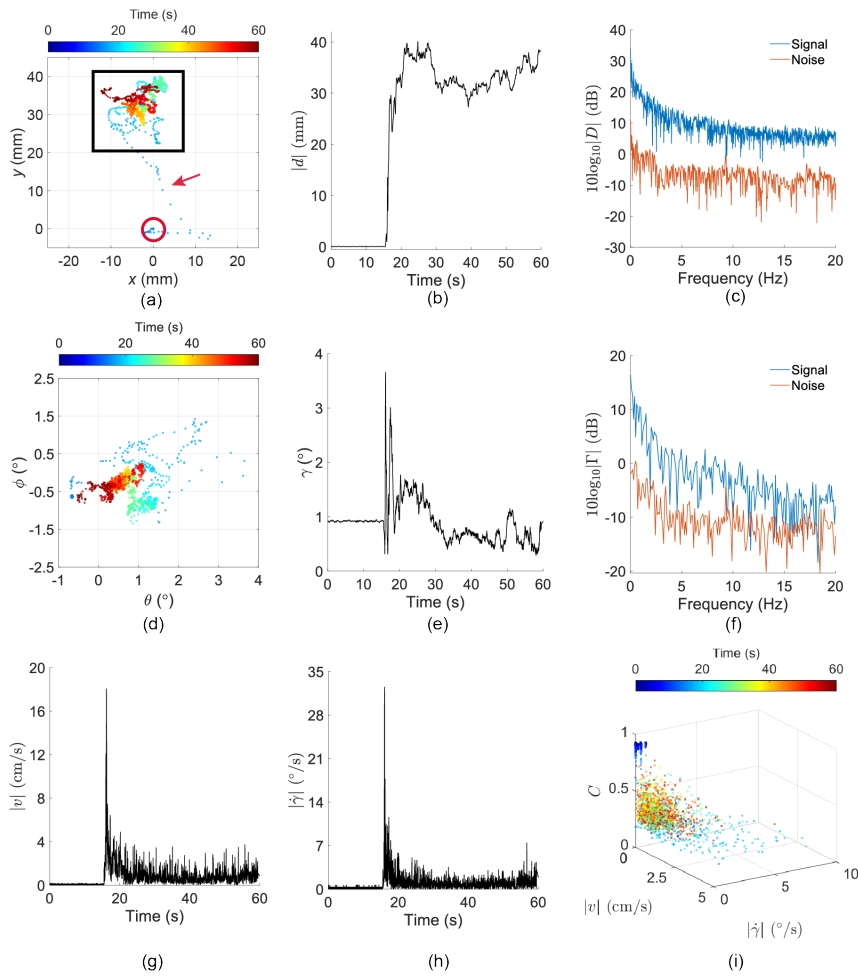 Time (s)
0 20 40 60
40
30
20
10
0
y (mm)
-20 -10 0 10 20
x (mm)
(a)
40
30
20
10
0
|d| (mm)
0 10 20 30 40 50 60
Time (s)
(b)
40
30
20
10
0
-10
-20
-30
10log₁₀|D| (dB)
Signal
Noise
0 5 10 15 20
Frequency (Hz)
(c)
Time (s)
0 20 40 60
2.5
1.5
0.5
-0.5
-1.5
-2.5
ϕ (°)
-1 0 1 2 3 4
θ (°)
(d)
4
3
2
1
0
γ (°)
0 10 20 30 40 50 60
Time (s)
(e)
20
10
0
-10
-20
10log₁₀|Γ| (dB)
Signal
Noise
0 5 10 15 20
Frequency (Hz)
(f)
20
16
12
8
4
0
|v| (cm/s)
0 20 40 60
Time (s)
(g)
35
28
21
14
7
0
|γ̇| (°/s)
0 20 40 60
Time (s)
(h)
Time (s)
0 20 40 60
1
0.5
0
C
0 2.5 5
|v| (cm/s)
0 5 10
|γ̇| (°/s)
(i)